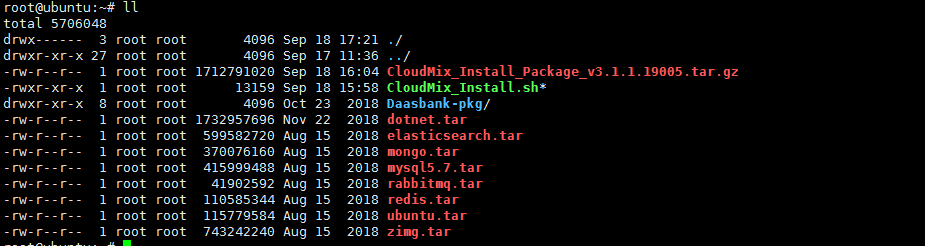 root@ubuntu:~# ll
total 5706048
drwx------  3 root root       4096 Sep 18 17:21 ./
drwxr-xr-x 27 root root       4096 Sep 17 11:36 ../
-rw-r--r--  1 root root 1712791020 Sep 18 16:04 CloudMix_Install_Package_v3.1.1.19005.tar.gz
-rwxr-xr-x  1 root root      13159 Sep 18 15:58 CloudMix_Install.sh*
drwxr-xr-x  8 root root       4096 Oct 23  2018 Daasbank-pkg/
-rw-r--r--  1 root root 1732957696 Nov 22  2018 dotnet.tar
-rw-r--r--  1 root root  599582720 Aug 15  2018 elasticsearch.tar
-rw-r--r--  1 root root  370076160 Aug 15  2018 mongo.tar
-rw-r--r--  1 root root  415999488 Aug 15  2018 mysql5.7.tar
-rw-r--r--  1 root root   41902592 Aug 15  2018 rabbitmq.tar
-rw-r--r--  1 root root  110585344 Aug 15  2018 redis.tar
-rw-r--r--  1 root root  115779584 Aug 15  2018 ubuntu.tar
-rw-r--r--  1 root root  743242240 Aug 15  2018 zimg.tar
root@ubuntu:~#